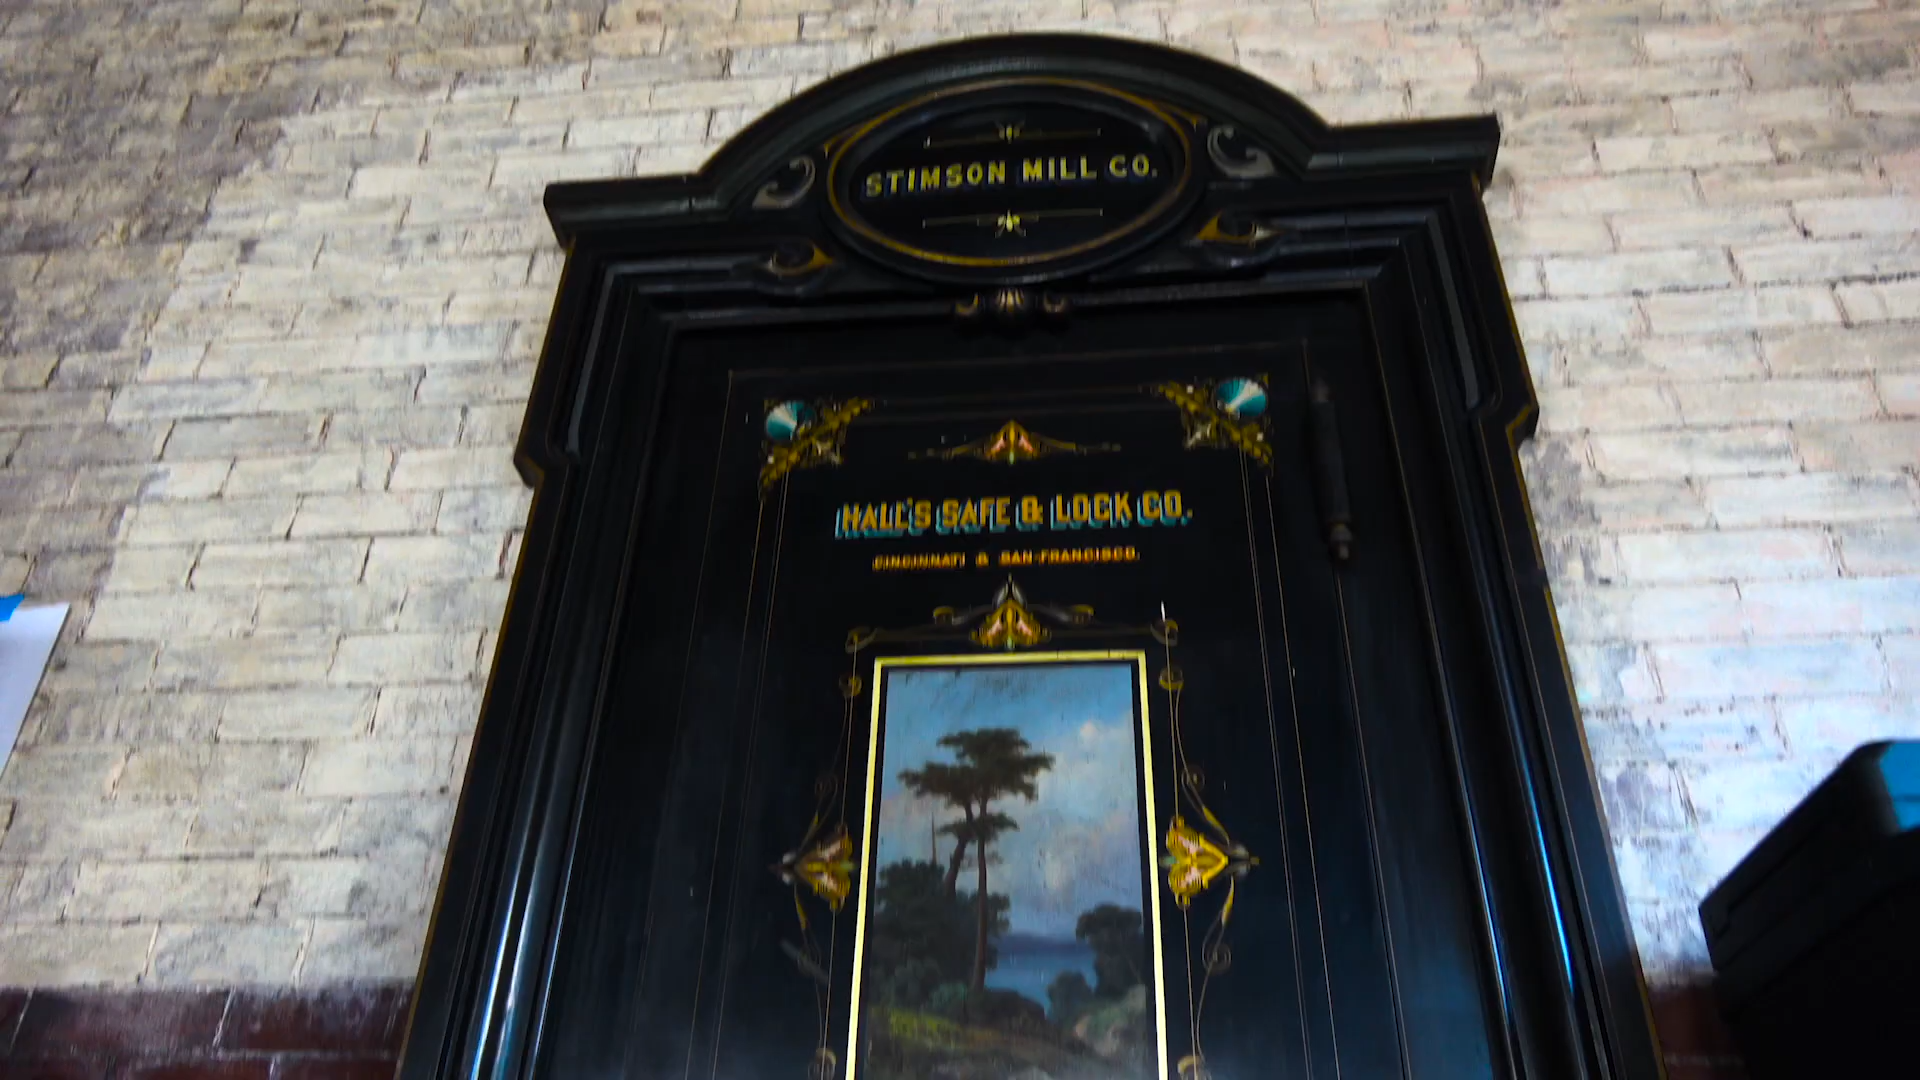 STIMSON MILL CO.
HALL'S SAFE & LOCK CO.
CINCINNATI & SAN-FRANCISCO.